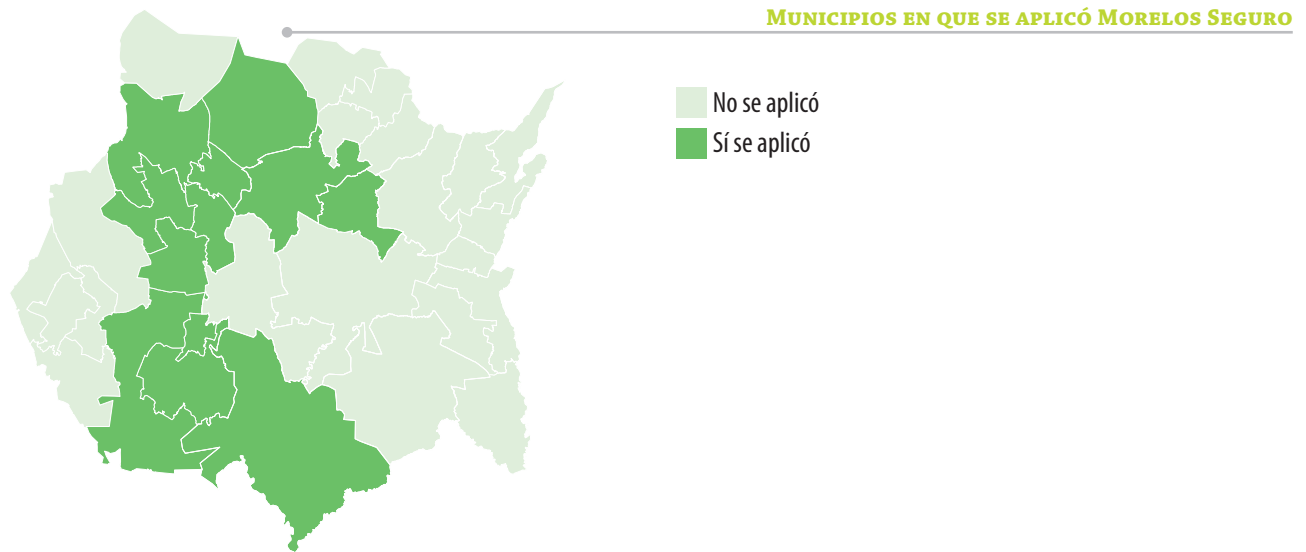 Municipios en que se aplicó Morelos Seguro
No se aplicó
Sí se aplicó